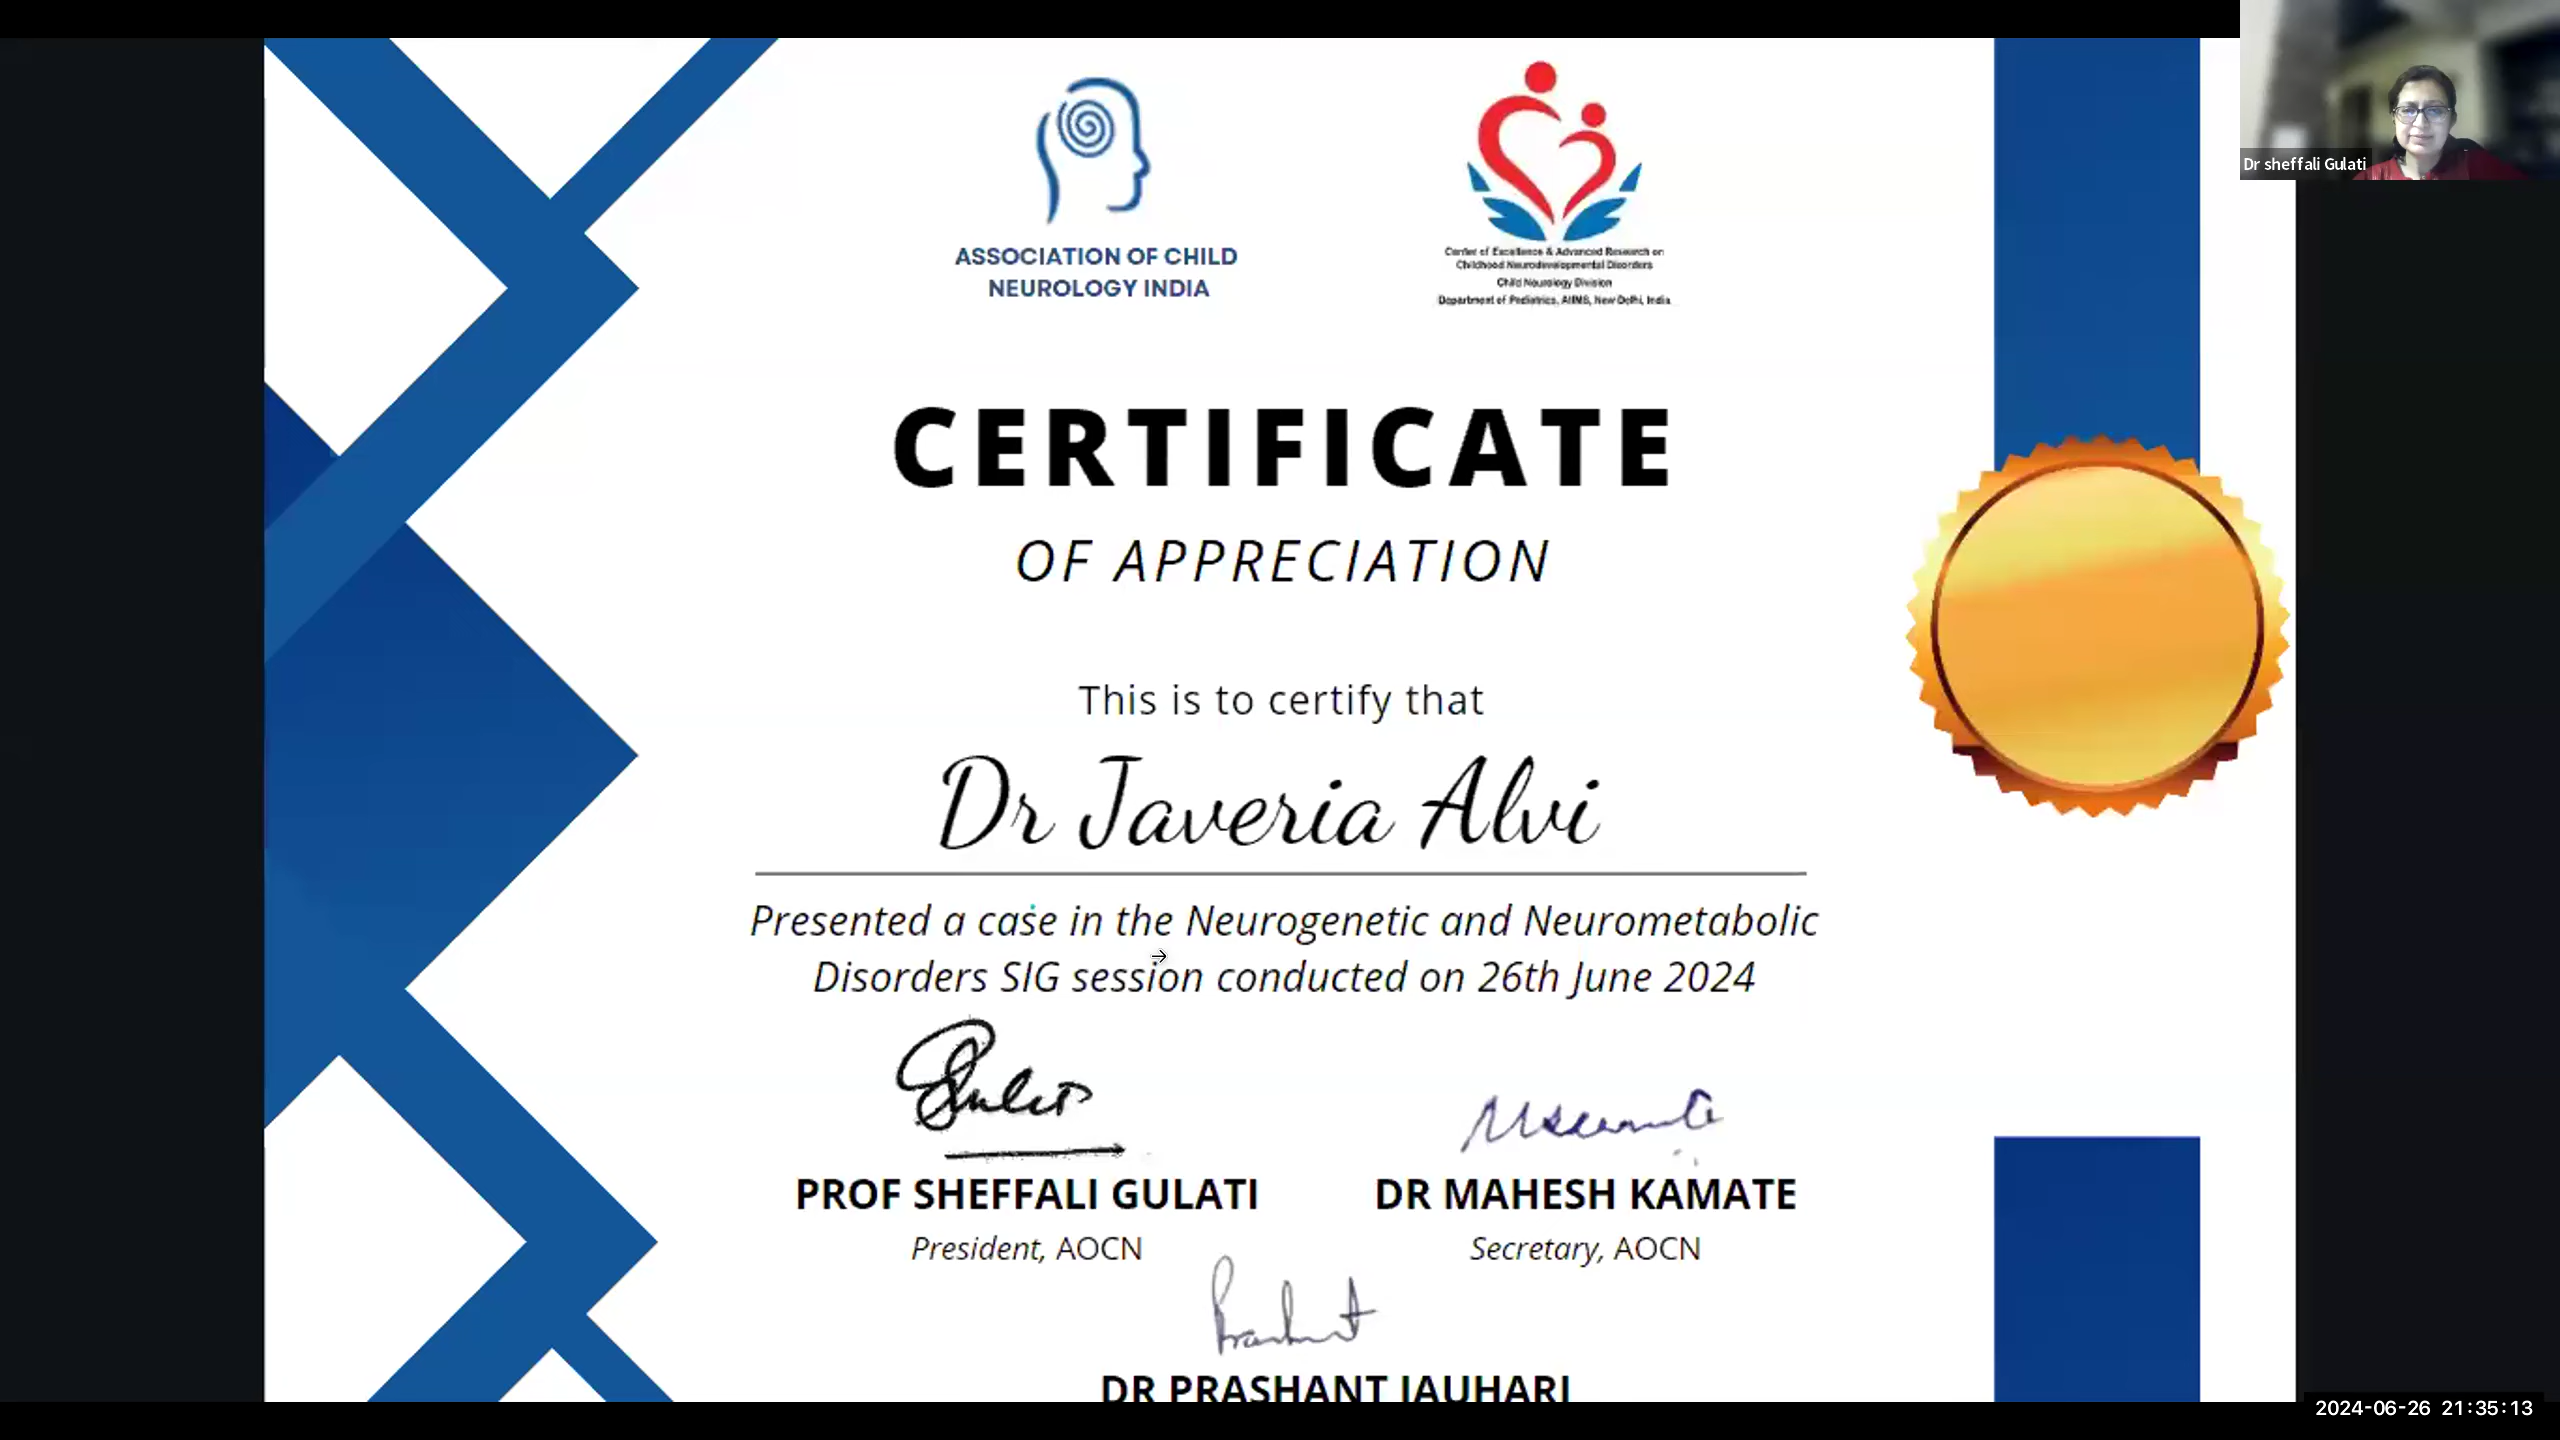 ASSOCIATION OF CHILD
NEUROLOGY INDIA
Center of Excellence & Advanced Research on
Childhood Neurodevelopmental Disorders
Child Neurology Division
Department of Pediatrics, AIIMS, New Delhi, India
Dr sheffali Gulati
CERTIFICATE
OF APPRECIATION
This is to certify that
Dr Javeria Alvi
Presented a case in the Neurogenetic and Neurometabolic
Disorders SIG session conducted on 26th June 2024
PROF SHEFFALI GULATI
President, AOCN
DR MAHESH KAMATE
Secretary, AOCN
Prashant
DR PRASHANT JAUHARI
2024-06-26 21:35:13